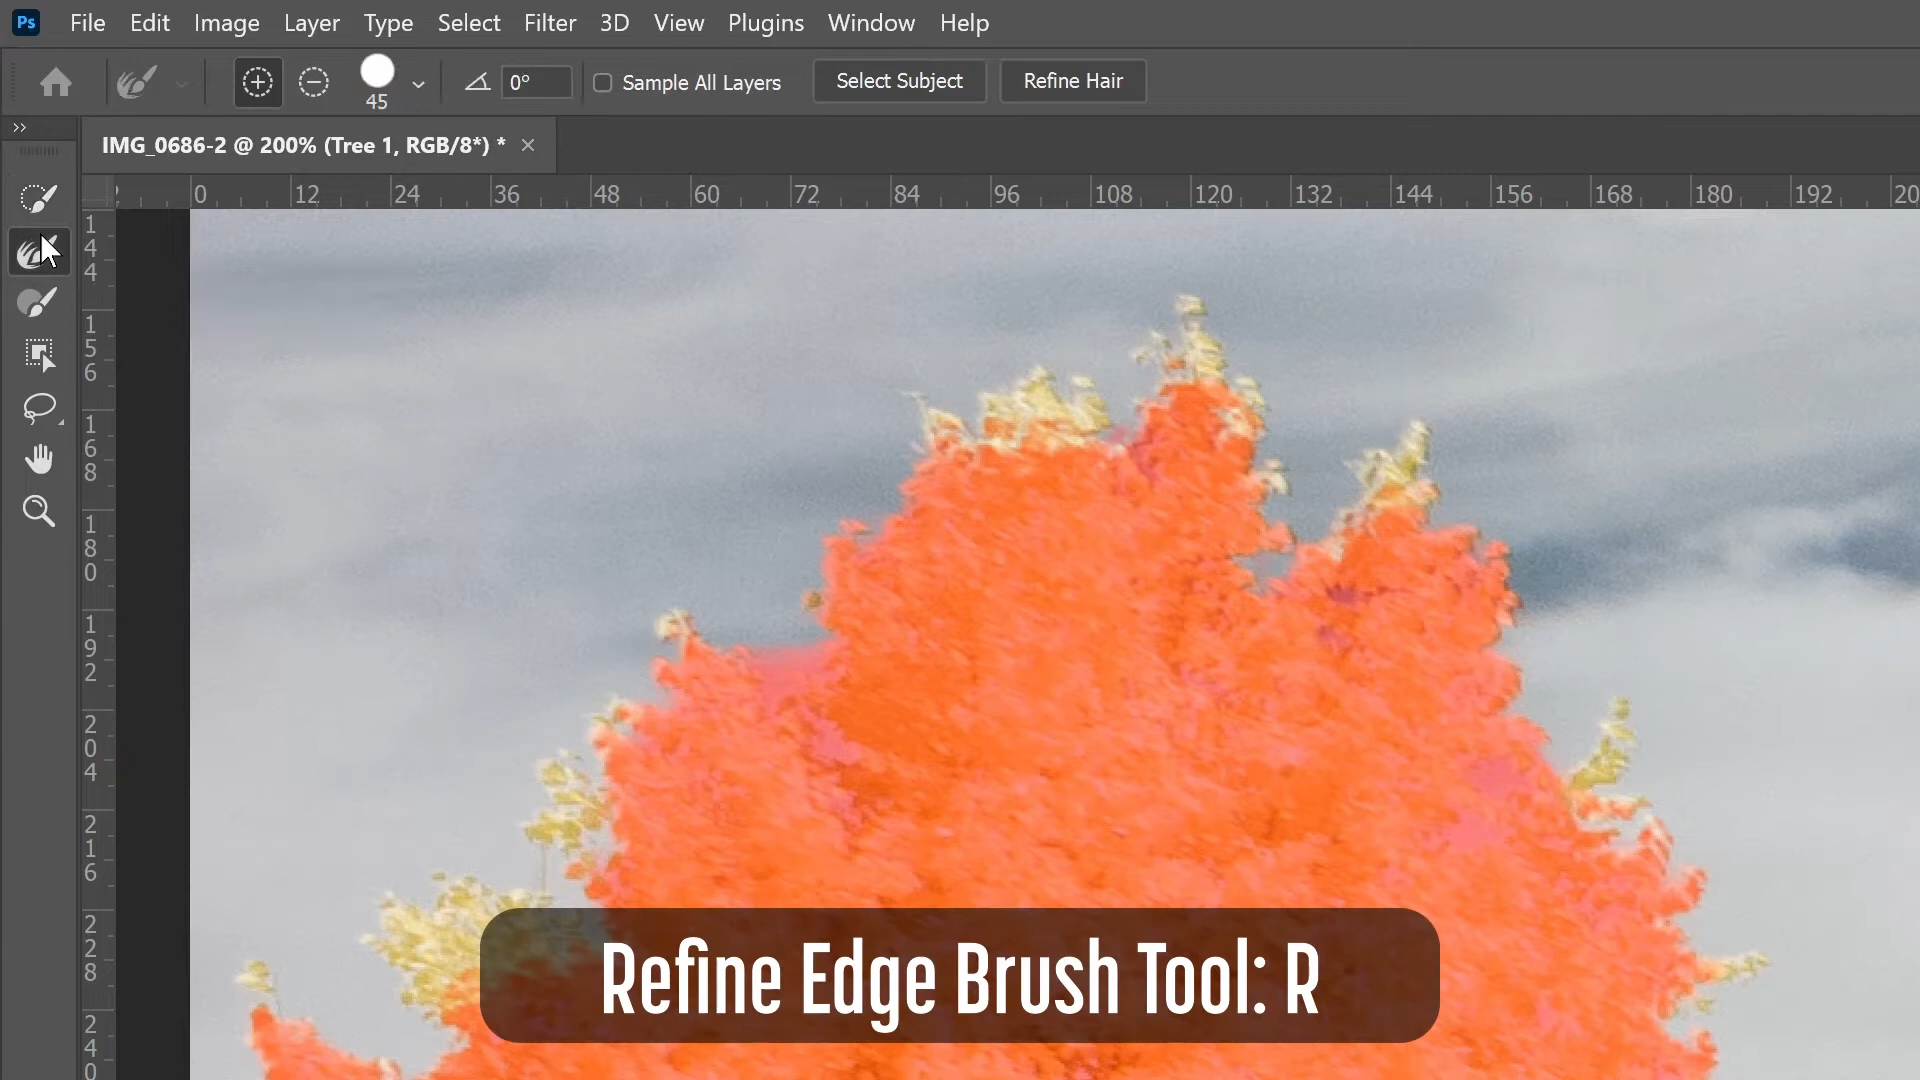 Ps File Edit Image Layer Type Select Filter 3D View Plugins Window Help
45 0° Sample All Layers Select Subject Refine Hair
IMG_0686-2 @ 200% (Tree 1, RGB/8*) * ×
0 12 24 36 48 60 72 84 96 108 120 132 144 156 168 180 192 20
144
156
168
180
192
204
216
228
240
Refine Edge Brush Tool: R